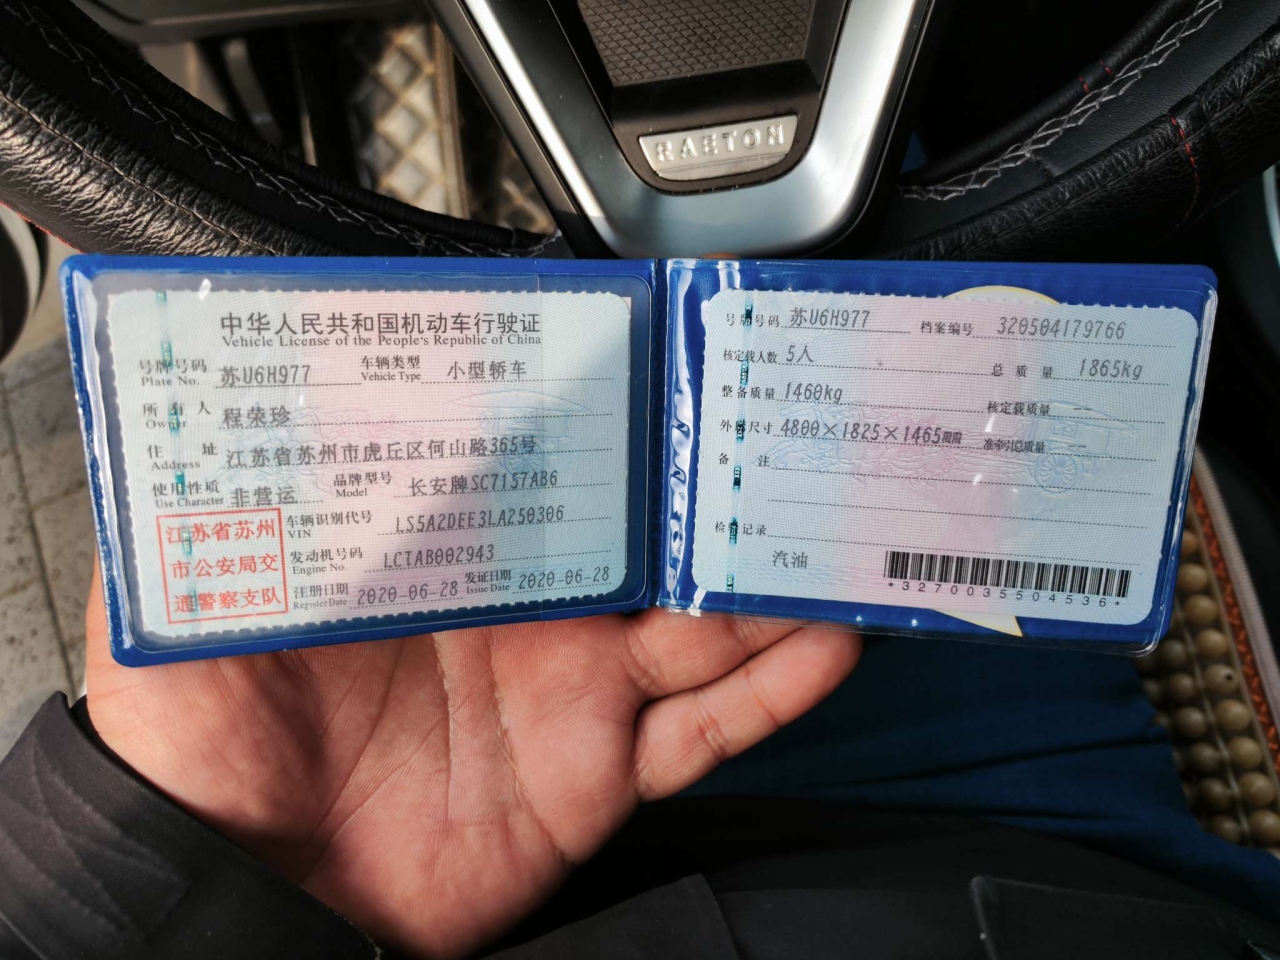 RAETON
中华人民共和国机动车行驶证
Vehicle License of the People's Republic of China
号牌号码 苏U6H977 车辆类型 小型轿车
Plate No. Vehicle Type
所有人 程荣珍
Owner
住址 江苏省苏州市虎丘区何山路365号
Address
使用性质 非营运 品牌型号 长安牌SC7157AB6
Use Character Model
江苏省苏州
市公安局交
通警察支队
车辆识别代号 LS5A2DEE3LA250306
VIN
发动机号码 LCTAB002943
Engine No.
注册日期 2020-06-28 发证日期 2020-06-28
Register Date Issue Date
号牌号码 苏U6H977 档案编号 320504179766
核定载人数 5人 总质量 1865kg
整备质量 1460kg 核定载质量 --
外廓尺寸 4800×1825×1465mm 准牵引总质量 --
备注
检验记录
汽油
*3270035504536*